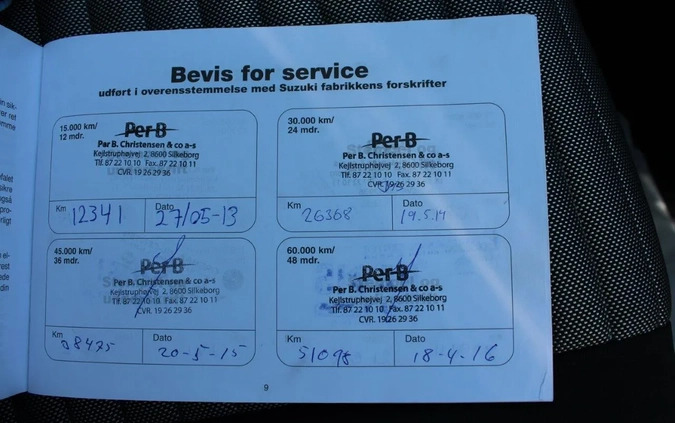 Bevis for service
udført i overensstemmelse med Suzuki fabrikkens forskrifter
15.000 km/
12 mdr.
Per-B
Per B. Christensen & co a-s
Kejlstruphøjvej 2, 8600 Silkeborg
Tlf. 87 22 10 10 Fax. 87 22 10 11
CVR. 19 26 29 36
Km 12341 Dato 27/05-13
30.000 km/
24 mdr.
Per-B
Per B. Christensen & co a-s
Kejlstruphøjvej 2, 8600 Silkeborg
Tlf. 87 22 10 10 Fax. 87 22 10 11
CVR. 19 26 29 36
Km 26368 Dato 19.5.14
45.000 km/
36 mdr.
Per-B
Per B. Christensen & co a-s
Kejlstruphøjvej 2, 8600 Silkeborg
Tlf. 87 22 10 10 Fax. 87 22 10 11
CVR. 19 26 29 36
Km 38475 Dato 20-5-15
60.000 km/
48 mdr.
Per-B
Per B. Christensen & co a-s
Kejlstruphøjvej 2, 8600 Silkeborg
Tlf. 87 22 10 10 Fax. 87 22 10 11
CVR. 19 26 29 36
Km 51098 Dato 18-4-16
9